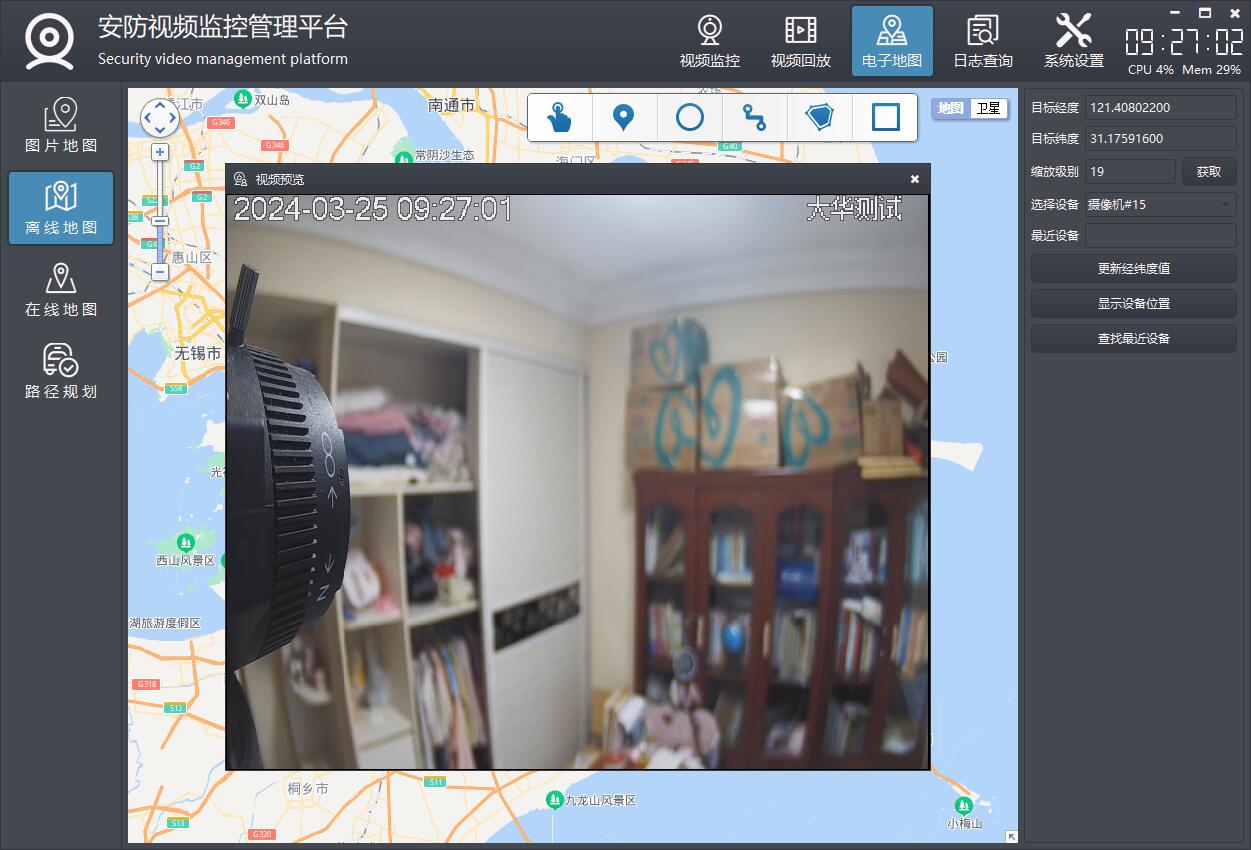 安防视频监控管理平台
Security video management platform
视频监控
视频回放
电子地图
日志查询
系统设置
09:27:02
CPU 4% Mem 29%
图片地图
离线地图
在线地图
路径规划
双山岛
G346
G346
南通市
常阴沙生态
海门区
G40
G2
G2
惠山区
无锡市
S58
西山风景区
湖旅游度假区
G318
S12
S13
桐乡市
G320
S11
九龙山风景区
小梅山
公园
地图
卫星
视频预览
2024-03-25 09:27:01
大华测试
8
N
目标经度
121.40802200
目标纬度
31.17591600
缩放级别
19
获取
选择设备
摄像机#15
最近设备
更新经纬度值
显示设备位置
查找最近设备